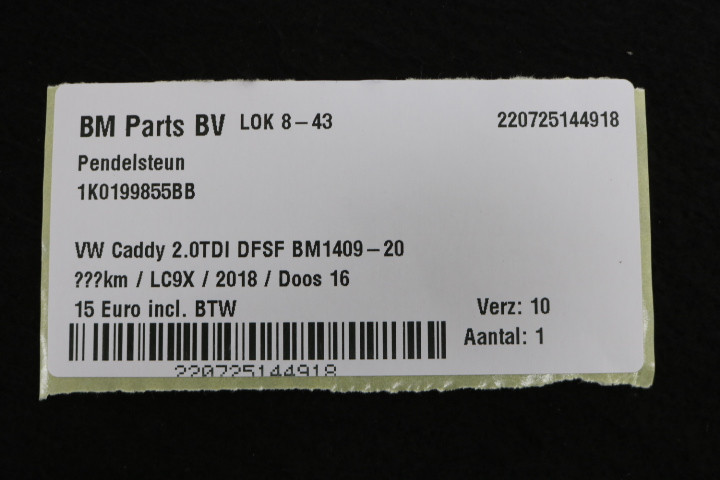 BM Parts BV LOK 8-43 220725144918
Pendelsteun
1K0199855BB
VW Caddy 2.0TDI DFSF BM1409-20
???km / LC9X / 2018 / Doos 16
15 Euro incl. BTW Verz: 10
Aantal: 1
220725144918